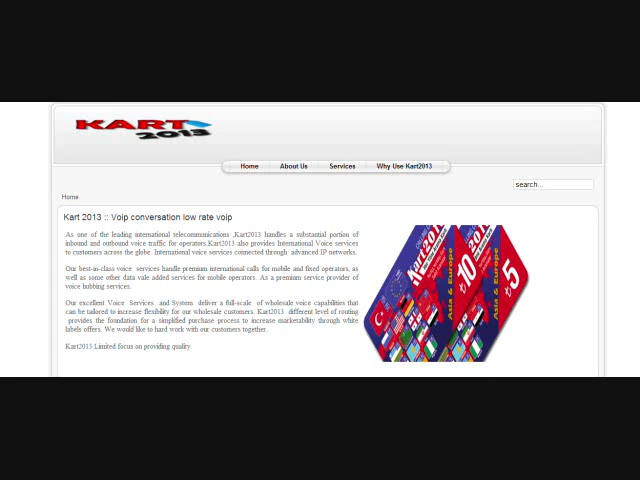 KART
2013
Home About Us Services Why Use Kart2013
search...
Home
Kart 2013 :: Voip conversation low rate voip
As one of the leading international telecommunications ,Kart2013 handles a substantial portion of
inbound and outbound voice traffic for operators.Kart2013 also provides International Voice services
to customers across the globe. International voice services connected through advanced IP networks.
Our best-in-class voice services handle premium international calls for mobile and fixed operators, as
well as some other data vale added services for mobile operators. As a premium service provider of
voice hubbing services.
Our excellent Voice Services and System deliver a full-scale of wholesale voice capabilities that
can be tailored to increase flexibility for our wholesale customers. Kart2013 different level of routing
provides the foundation for a simplified purchase process to increase marketability through white
labels offers. We would like to hard work with our customers together.
Kart2013 Limited focus on providing quality
Kart201
Asia & Europe
₺10
Asia & Europe
₺5